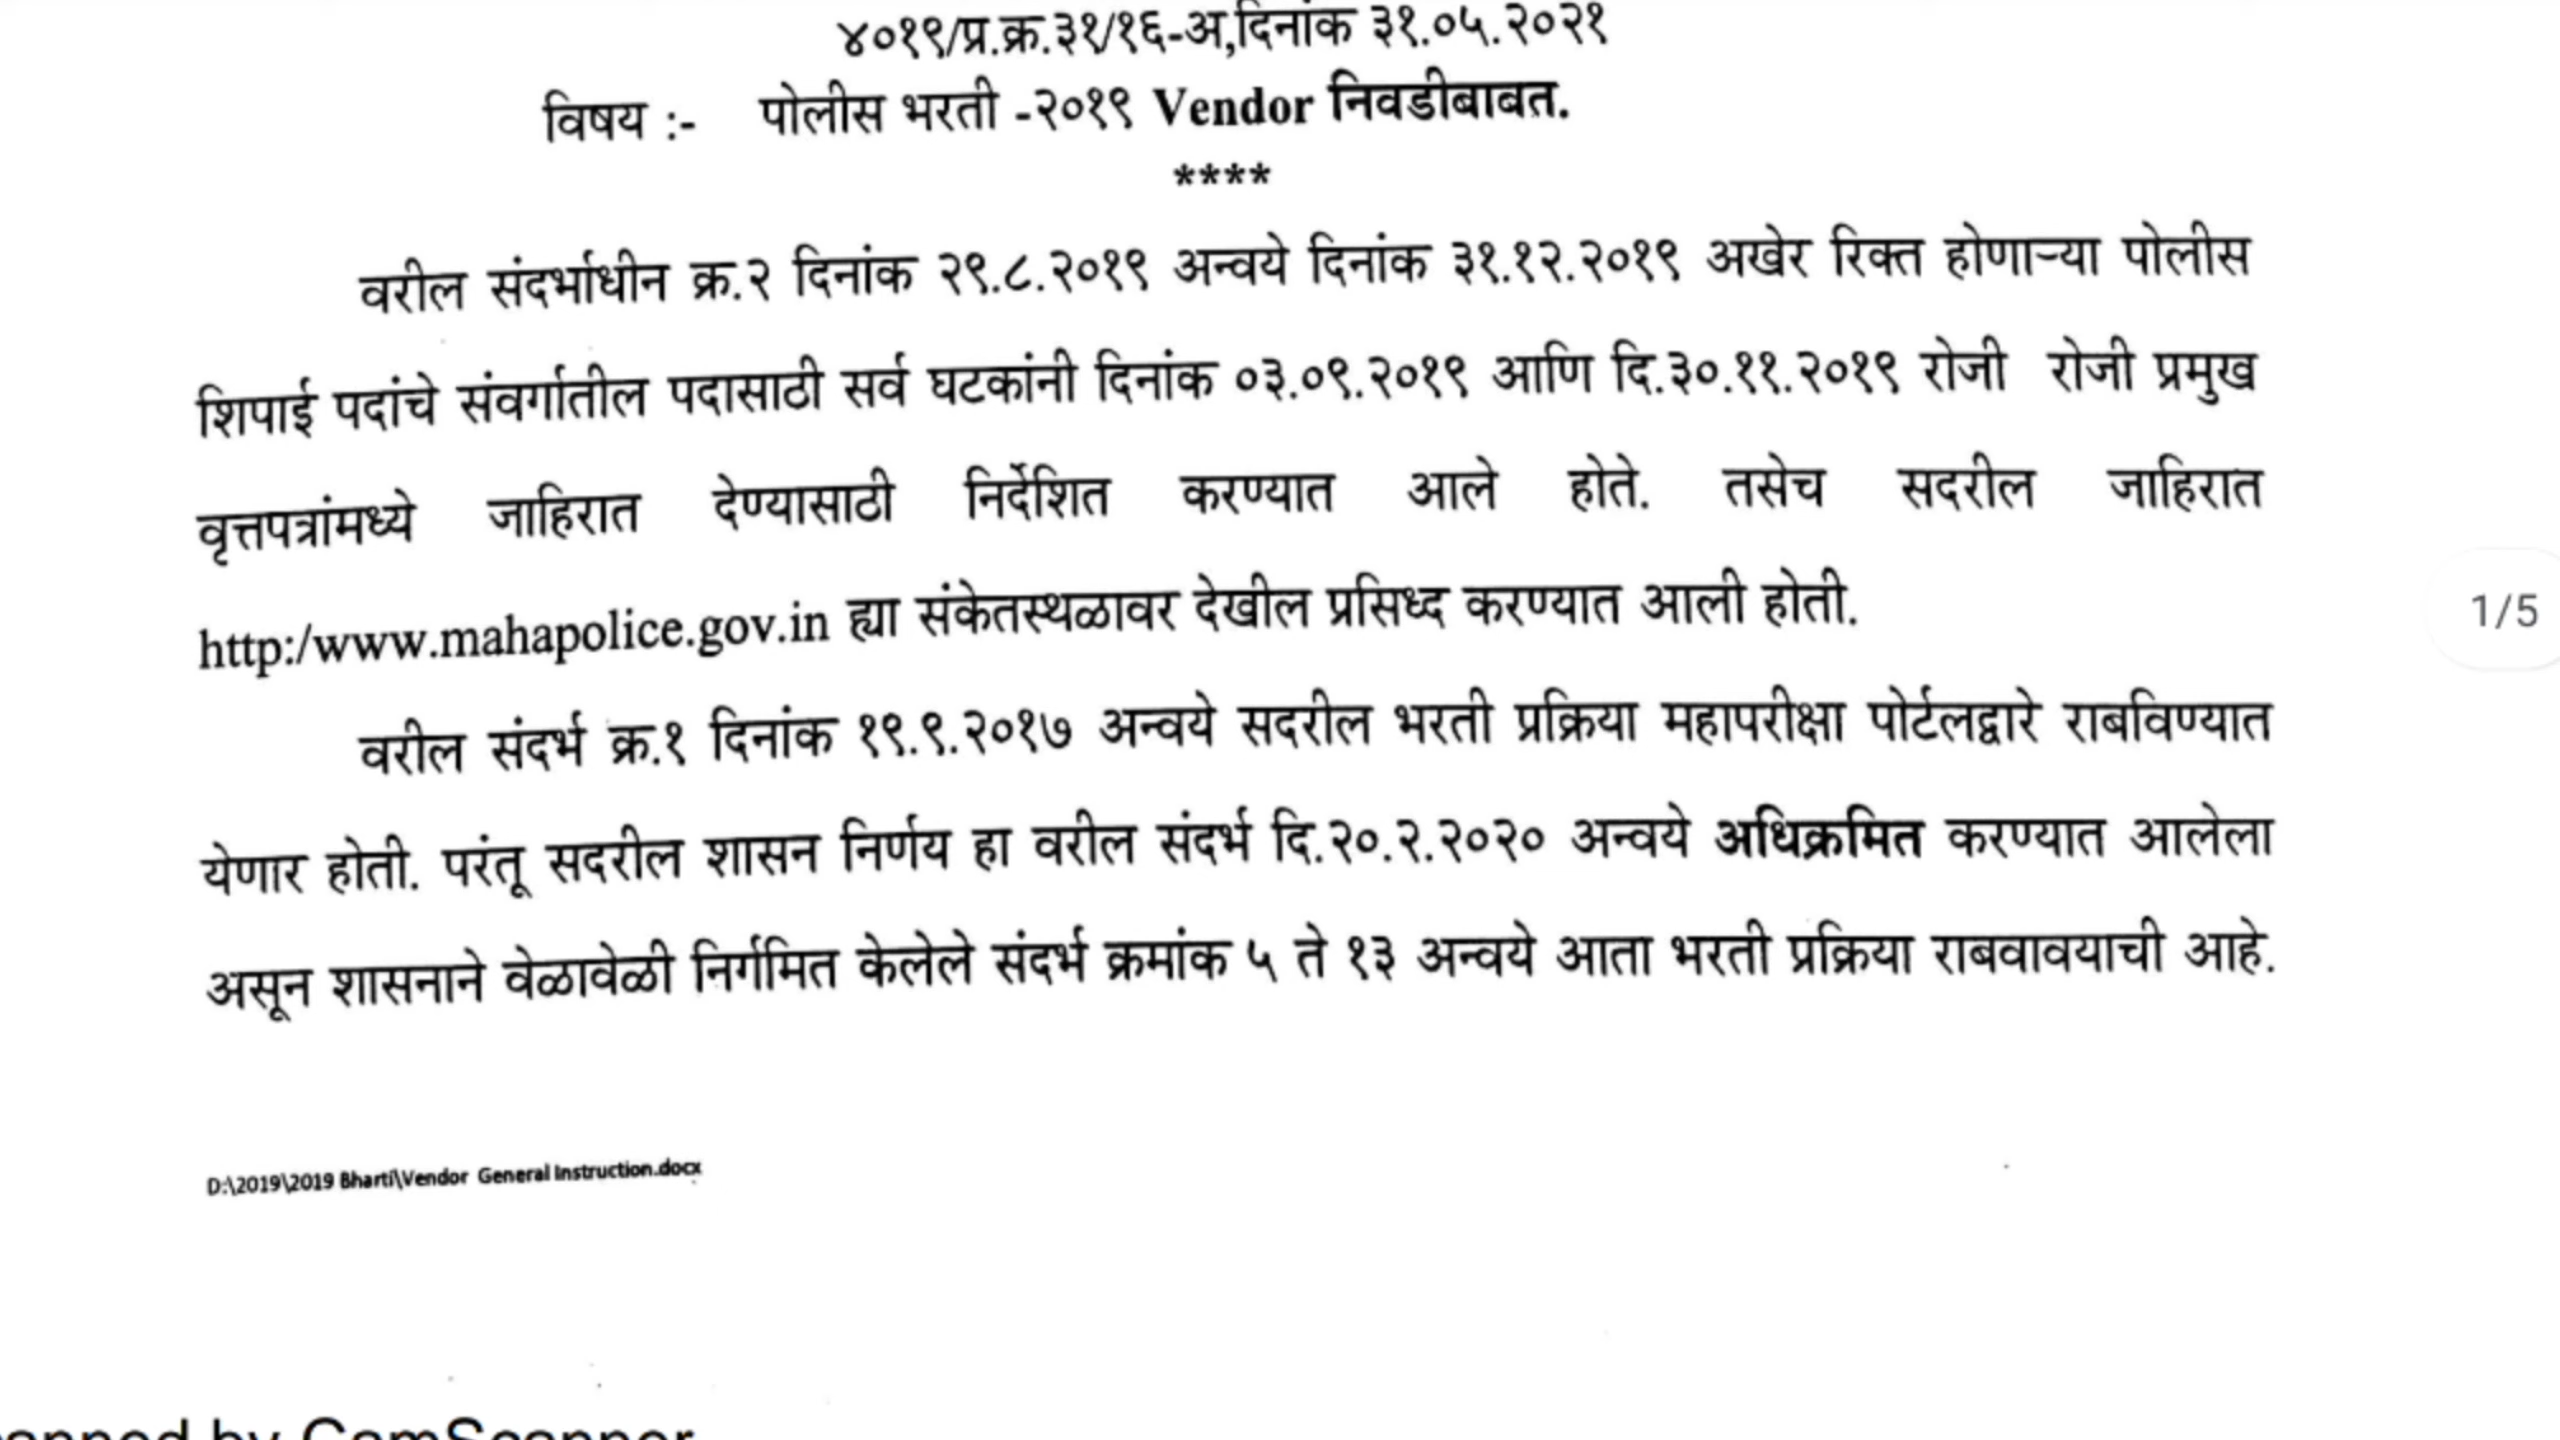 ४०१९/प्र.क्र.३१/१६-अ,दिनांक ३१.०५.२०२१
विषय :- पोलीस भरती -२०१९ Vendor निवडीबाबत.
****
वरील संदर्भाधीन क्र.२ दिनांक २९.८.२०१९ अन्वये दिनांक ३१.१२.२०१९ अखेर रिक्त होणाऱ्या पोलीस
शिपाई पदांचे संवर्गातील पदासाठी सर्व घटकांनी दिनांक ०३.०९.२०१९ आणि दि.३०.११.२०१९ रोजी रोजी प्रमुख
वृत्तपत्रांमध्ये जाहिरात देण्यासाठी निर्देशित करण्यात आले होते. तसेच सदरील जाहिरात
http:/www.mahapolice.gov.in ह्या संकेतस्थळावर देखील प्रसिध्द करण्यात आली होती.
1/5
वरील संदर्भ क्र.१ दिनांक १९.९.२०१७ अन्वये सदरील भरती प्रक्रिया महापरीक्षा पोर्टलद्वारे राबविण्यात
येणार होती. परंतू सदरील शासन निर्णय हा वरील संदर्भ दि.२०.२.२०२० अन्वये अधिक्रमित करण्यात आलेला
असून शासनाने वेळावेळी निर्गमित केलेले संदर्भ क्रमांक ५ ते १३ अन्वये आता भरती प्रक्रिया राबवावयाची आहे.
D:\2019\2019 Bharti\Vendor General Instruction.docx
anned by CamScanner